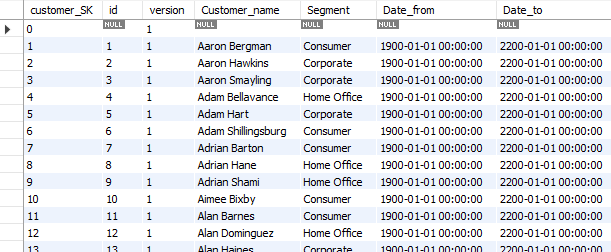 customer_SK id version Customer_name Segment Date_from Date_to
0 NULL 1 NULL NULL NULL NULL
1 1 1 Aaron Bergman Consumer 1900-01-01 00:00:00 2200-01-01 00:00:00
2 2 1 Aaron Hawkins Corporate 1900-01-01 00:00:00 2200-01-01 00:00:00
3 3 1 Aaron Smayling Corporate 1900-01-01 00:00:00 2200-01-01 00:00:00
4 4 1 Adam Bellavance Home Office 1900-01-01 00:00:00 2200-01-01 00:00:00
5 5 1 Adam Hart Corporate 1900-01-01 00:00:00 2200-01-01 00:00:00
6 6 1 Adam Shillingsburg Consumer 1900-01-01 00:00:00 2200-01-01 00:00:00
7 7 1 Adrian Barton Consumer 1900-01-01 00:00:00 2200-01-01 00:00:00
8 8 1 Adrian Hane Home Office 1900-01-01 00:00:00 2200-01-01 00:00:00
9 9 1 Adrian Shami Home Office 1900-01-01 00:00:00 2200-01-01 00:00:00
10 10 1 Aimee Bixby Consumer 1900-01-01 00:00:00 2200-01-01 00:00:00
11 11 1 Alan Barnes Consumer 1900-01-01 00:00:00 2200-01-01 00:00:00
12 12 1 Alan Dominguez Home Office 1900-01-01 00:00:00 2200-01-01 00:00:00
13 13 1 Alan Haines Corporate 1900-01-01 00:00:00 2200-01-01 00:00:00